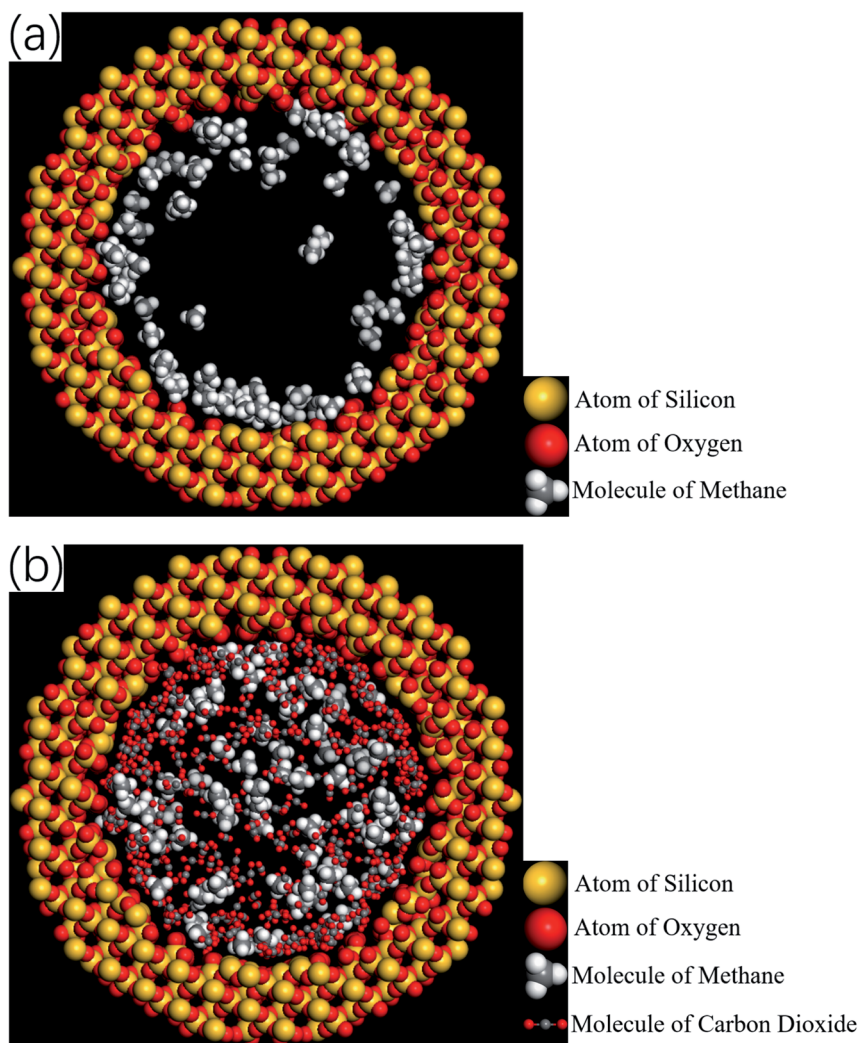 (a)
Atom of Silicon
Atom of Oxygen
Molecule of Methane
(b)
Atom of Silicon
Atom of Oxygen
Molecule of Methane
Molecule of Carbon Dioxide